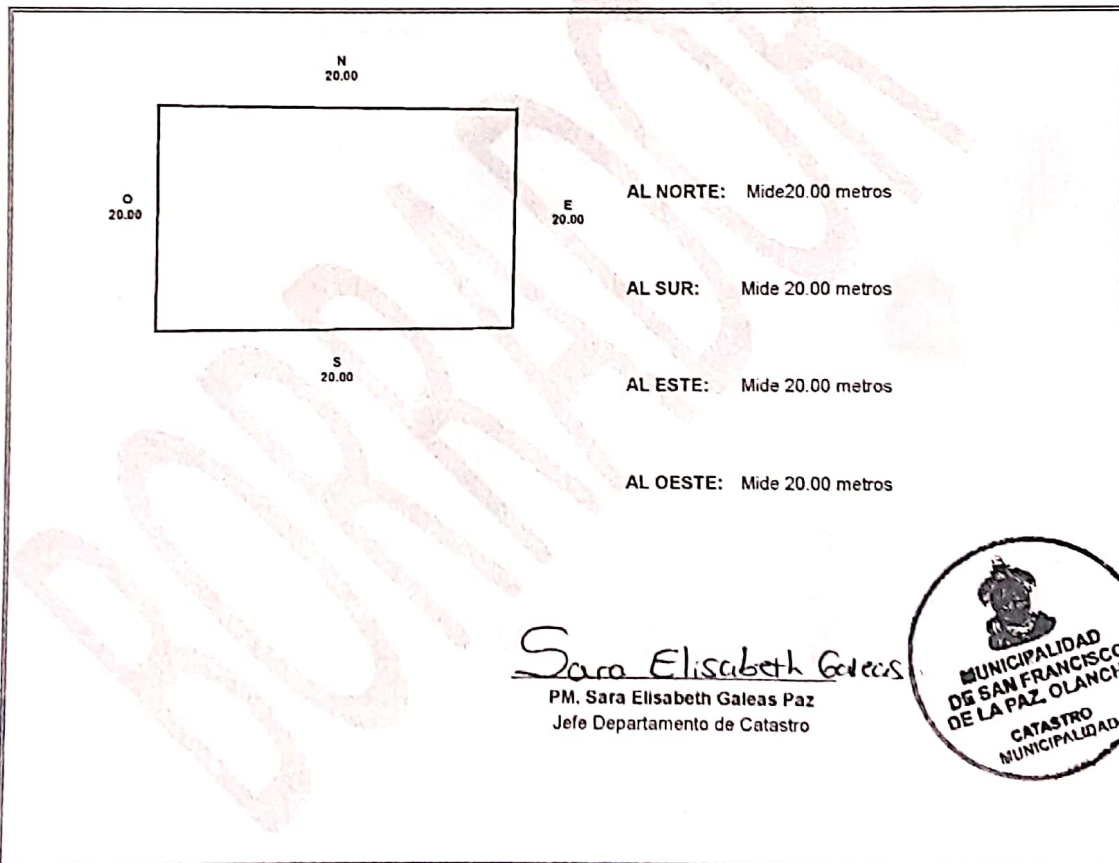 N
20.00
O
20.00
E
20.00
S
20.00
AL NORTE: Mide20.00 metros
AL SUR: Mide 20.00 metros
AL ESTE: Mide 20.00 metros
AL OESTE: Mide 20.00 metros
BORRADOR
Sara Elisabeth Galeas
PM. Sara Elisabeth Galeas Paz
Jefe Departamento de Catastro
MUNICIPALIDAD
DE SAN FRANCISCO
DE LA PAZ, OLANCH
CATASTRO
MUNICIPALIDAD